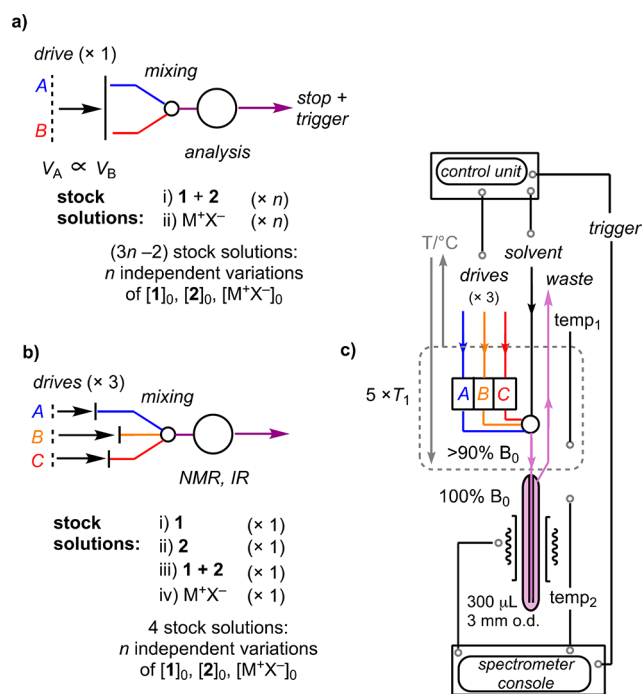 a)
drive (× 1)
A
B
mixing
analysis
stop +
trigger
V_A ∝ V_B
stock
solutions:
i) 1 + 2 (× n)
ii) M⁺X⁻ (× n)
(3n –2) stock solutions:
n independent variations
of [1]₀, [2]₀, [M⁺X⁻]₀
b)
drives (× 3)
A
B
C
mixing
NMR, IR
stock
solutions:
i) 1 (× 1)
ii) 2 (× 1)
iii) 1 + 2 (× 1)
iv) M⁺X⁻ (× 1)
4 stock solutions:
n independent variations
of [1]₀, [2]₀, [M⁺X⁻]₀
c)
control unit
trigger
T/°C
solvent
drives
(× 3)
waste
temp₁
A B C
5 × T₁
>90% B₀
100% B₀
300 μL
3 mm o.d.
temp₂
spectrometer
console